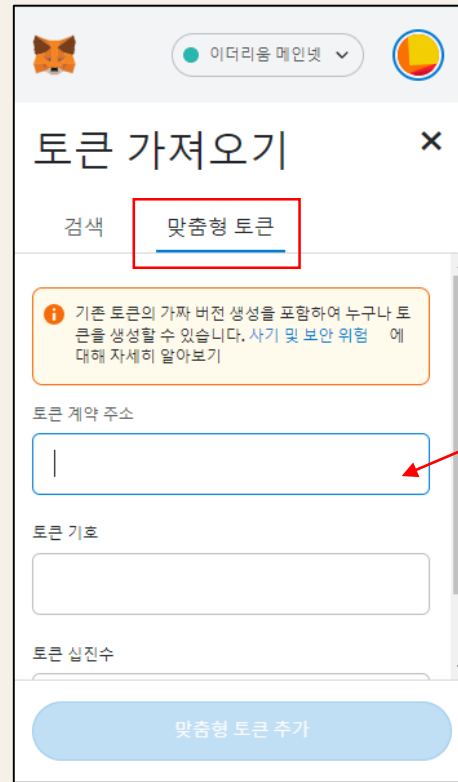 이더리움 메인넷
토큰 가져오기
검색 맞춤형 토큰
기존 토큰의 가짜 버전 생성을 포함하여 누구나 토
큰을 생성할 수 있습니다. 사기 및 보안 위험 에
대해 자세히 알아보기
토큰 계약 주소
토큰 기호
토큰 십진수
맞춤형 토큰 추가